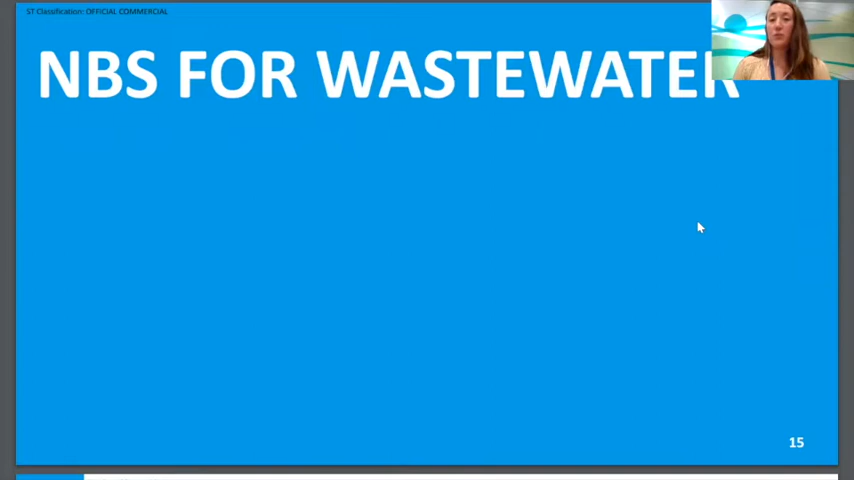 ST Classification: OFFICIAL COMMERCIAL
NBS FOR WASTEWATER
15